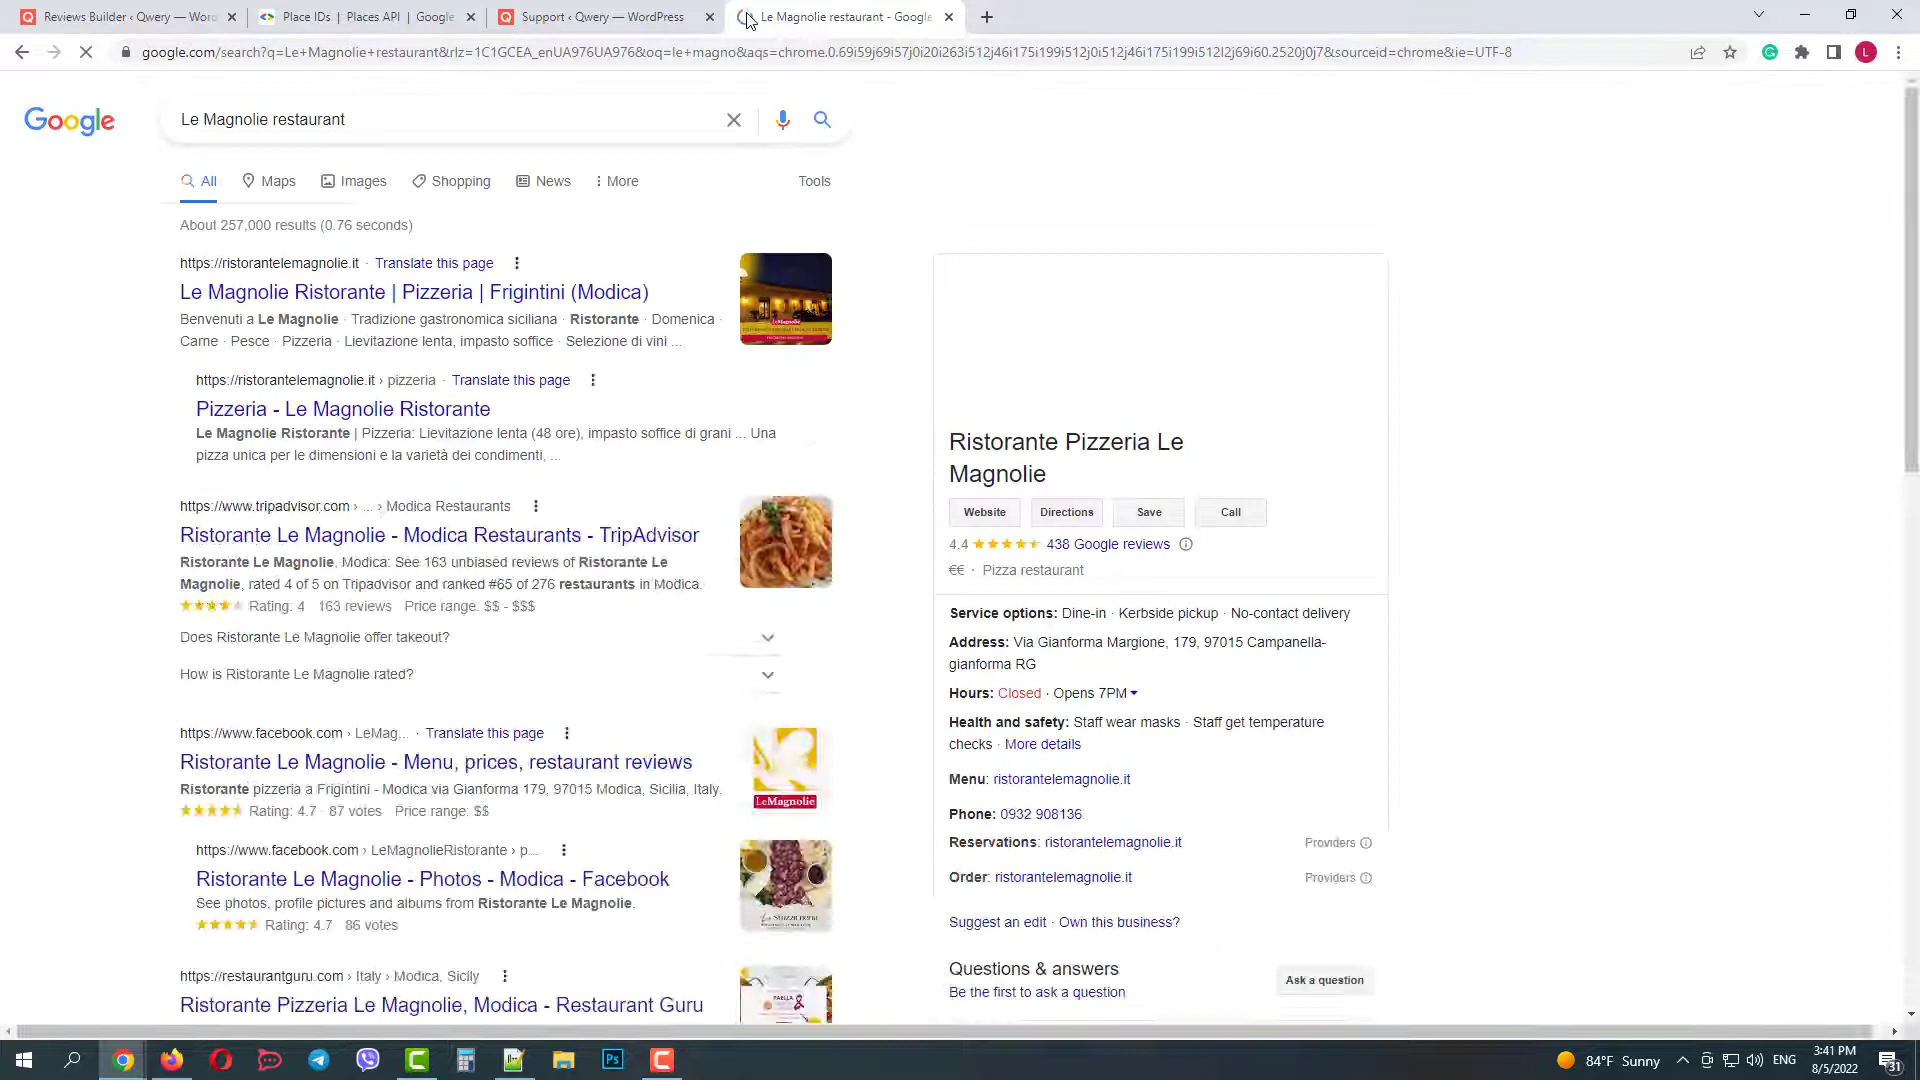 Reviews Builder ‹ Qwery — Word
Place IDs | Places API | Google
Support ‹ Qwery — WordPress
Le Magnolie restaurant - Google
google.com/search?q=Le+Magnolie+restaurant&rlz=1C1GCEA_enUA976UA976&oq=le+magno&aqs=chrome.0.69i59j69i57j0i20i263i512j46i175i199i512j0i512j46i175i199i512l2j69i60.2520j0j7&sourceid=chrome&ie=UTF-8
L
Google
Le Magnolie restaurant
All
Maps
Images
Shopping
News
More
Tools
About 257,000 results (0.76 seconds)
https://ristorantelemagnolie.it · Translate this page
Le Magnolie Ristorante | Pizzeria | Frigintini (Modica)
Benvenuti a Le Magnolie · Tradizione gastronomica siciliana · Ristorante · Domenica ·
Carne · Pesce · Pizzeria · Lievitazione lenta, impasto soffice · Selezione di vini ...
https://ristorantelemagnolie.it › pizzeria · Translate this page
Pizzeria - Le Magnolie Ristorante
Le Magnolie Ristorante | Pizzeria: Lievitazione lenta (48 ore), impasto soffice di grani ... Una
pizza unica per le dimensioni e la varietà dei condimenti, ...
https://www.tripadvisor.com › ... › Modica Restaurants
Ristorante Le Magnolie - Modica Restaurants - TripAdvisor
Ristorante Le Magnolie, Modica: See 163 unbiased reviews of Ristorante Le
Magnolie, rated 4 of 5 on Tripadvisor and ranked #65 of 276 restaurants in Modica.
Rating: 4 · 163 reviews · Price range: $$ - $$$
Does Ristorante Le Magnolie offer takeout?
How is Ristorante Le Magnolie rated?
https://www.facebook.com › LeMag... · Translate this page
Ristorante Le Magnolie - Menu, prices, restaurant reviews
Ristorante pizzeria a Frigintini - Modica via Gianforma 179, 97015 Modica, Sicilia, Italy.
Rating: 4.7 · 87 votes · Price range: $$
LeMagnolie
https://www.facebook.com › LeMagnolieRistorante › p...
Ristorante Le Magnolie - Photos - Modica - Facebook
See photos, profile pictures and albums from Ristorante Le Magnolie.
Rating: 4.7 · 86 votes
https://restaurantguru.com › Italy › Modica, Sicily
Ristorante Pizzeria Le Magnolie, Modica - Restaurant Guru
PAELLA
Ristorante Pizzeria Le
Magnolie
Website
Directions
Save
Call
4.4
438 Google reviews
€€ · Pizza restaurant
Service options: Dine-in · Kerbside pickup · No-contact delivery
Address: Via Gianforma Margione, 179, 97015 Campanella-
gianforma RG
Hours: Closed · Opens 7PM
Health and safety: Staff wear masks · Staff get temperature
checks · More details
Menu: ristorantelemagnolie.it
Phone: 0932 908136
Reservations: ristorantelemagnolie.it
Providers
Order: ristorantelemagnolie.it
Providers
Suggest an edit · Own this business?
Questions & answers
Be the first to ask a question
Ask a question
Ps
84°F Sunny
ENG
3:41 PM
8/5/2022
31